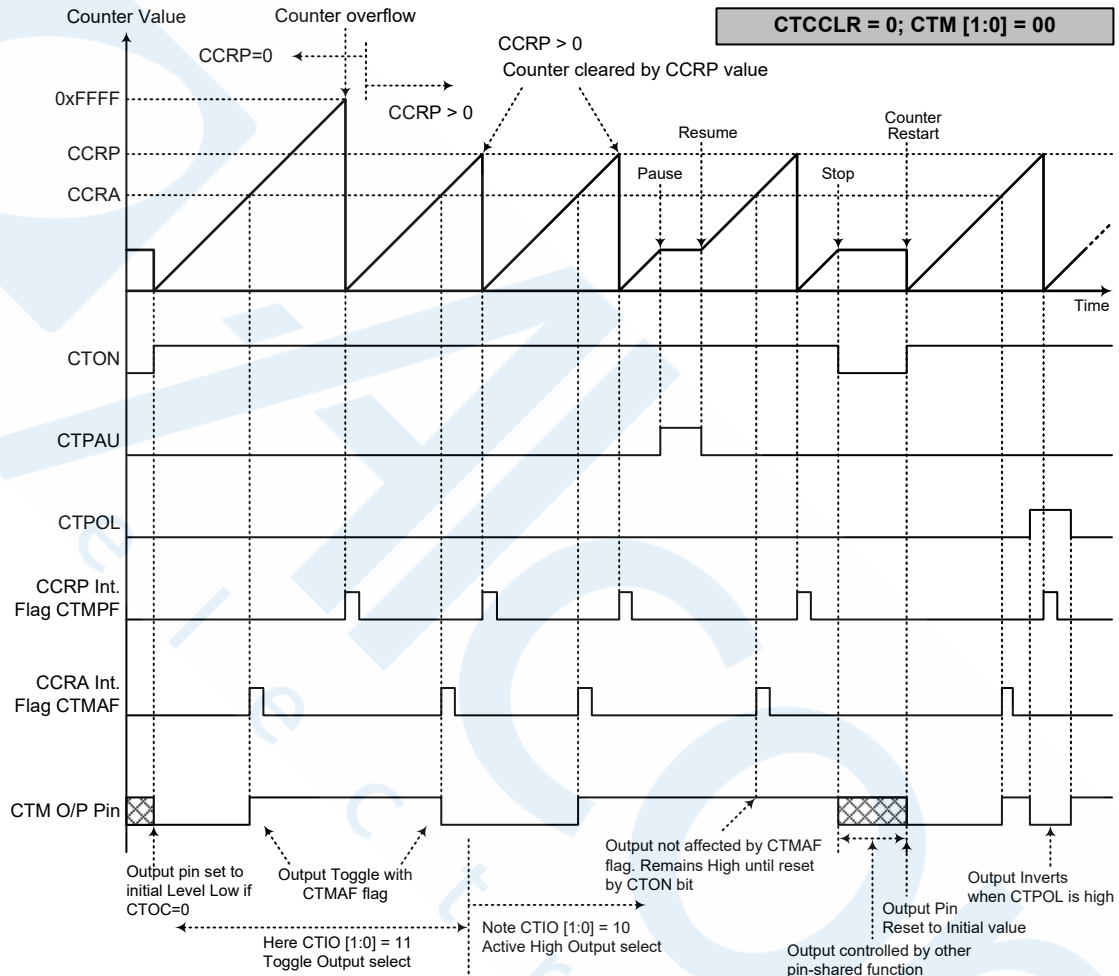 Counter Value
Counter overflow
CTCCLR = 0; CTM [1:0] = 00
CCRP=0
CCRP > 0
CCRP > 0
Counter cleared by CCRP value
0xFFFF
CCRP
CCRA
Pause
Resume
Stop
Counter
Restart
Time
CTON
CTPAU
CTPOL
CCRP Int.
Flag CTMPF
CCRA Int.
Flag CTMAF
CTM O/P Pin
Output pin set to
initial Level Low if
CTOC=0
Output Toggle with
CTMAF flag
Here CTIO [1:0] = 11
Toggle Output select
Note CTIO [1:0] = 10
Active High Output select
Output not affected by CTMAF
flag. Remains High until reset
by CTON bit
Output controlled by other
pin-shared function
Output Pin
Reset to Initial value
Output Inverts
when CTPOL is high
e l e c t r